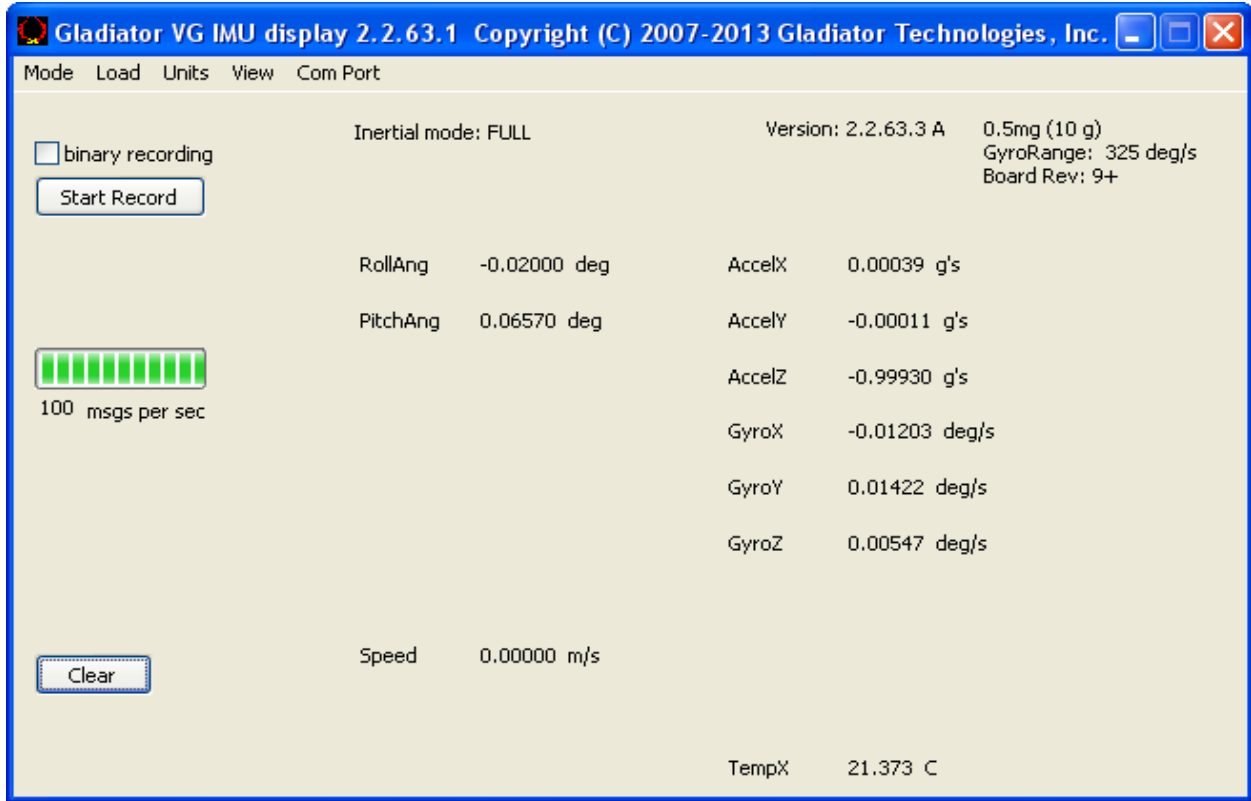 Gladiator VG IMU display 2.2.63.1 Copyright (C) 2007-2013 Gladiator Technologies, Inc.
Mode Load Units View Com Port
Inertial mode: FULL
Version: 2.2.63.3 A
0.5mg (10 g)
GyroRange: 325 deg/s
Board Rev: 9+
binary recording
Start Record
RollAng -0.02000 deg
AccelX 0.00039 g's
PitchAng 0.06570 deg
AccelY -0.00011 g's
AccelZ -0.99930 g's
100 msgs per sec
GyroX -0.01203 deg/s
GyroY 0.01422 deg/s
GyroZ 0.00547 deg/s
Speed 0.00000 m/s
Clear
TempX 21.373 C